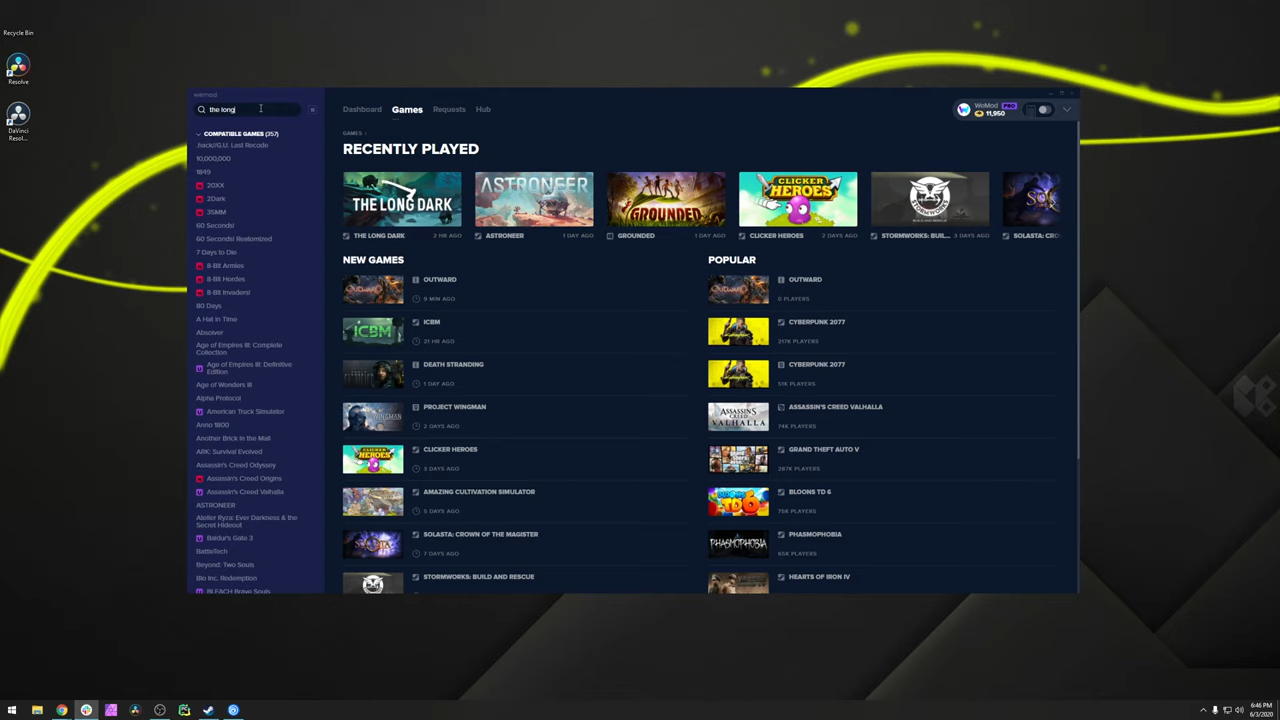 Recycle Bin
Resolve
DaVinci
Resol...
wemod
the long
COMPATIBLE GAMES (357)
.hack//G.U. Last Recode
10,000,000
1849
20XX
2Dark
35MM
60 Seconds!
60 Seconds! Reatomized
7 Days to Die
8-Bit Armies
8-Bit Hordes
8-Bit Invaders!
80 Days
A Hat in Time
Absolver
Age of Empires III: Complete
Collection
Age of Empires III: Definitive
Edition
Age of Wonders III
Alpha Protocol
American Truck Simulator
Anno 1800
Another Brick in the Mall
ARK: Survival Evolved
Assassin's Creed Odyssey
Assassin's Creed Origins
Assassin's Creed Valhalla
ASTRONEER
Atelier Ryza: Ever Darkness & the
Secret Hideout
Baldur's Gate 3
BattleTech
Beyond: Two Souls
Bio Inc. Redemption
BLEACH Brave Souls
Dashboard Games Requests Hub
WeMod PRO
11,950
GAMES ›
RECENTLY PLAYED
THE LONG DARK
ASTRONEER
GROUNDED
CLICKER HEROES
STORMWORKS
THE LONG DARK 2 HR AGO
ASTRONEER 1 DAY AGO
GROUNDED 1 DAY AGO
CLICKER HEROES 2 DAYS AGO
STORMWORKS: BUIL... 3 DAYS AGO
SOLASTA: CRO
NEW GAMES
OUTWARD
9 MIN AGO
ICBM
ICBM
21 HR AGO
DEATH STRANDING
1 DAY AGO
WINGMAN
PROJECT WINGMAN
2 DAYS AGO
CLICKER HEROES
CLICKER HEROES
3 DAYS AGO
AMAZING CULTIVATION SIMULATOR
5 DAYS AGO
SOLASTA: CROWN OF THE MAGISTER
7 DAYS AGO
STORMWORKS: BUILD AND RESCUE
POPULAR
OUTWARD
0 PLAYERS
CYBERPUNK 2077
217K PLAYERS
CYBERPUNK 2077
51K PLAYERS
ASSASSIN'S CREED
VALHALLA
ASSASSIN'S CREED VALHALLA
74K PLAYERS
GRAND THEFT AUTO V
287K PLAYERS
BLOONS TD 6
75K PLAYERS
PHASMOPHOBIA
PHASMOPHOBIA
65K PLAYERS
HEARTS OF IRON IV
6:46 PM
6/3/2020